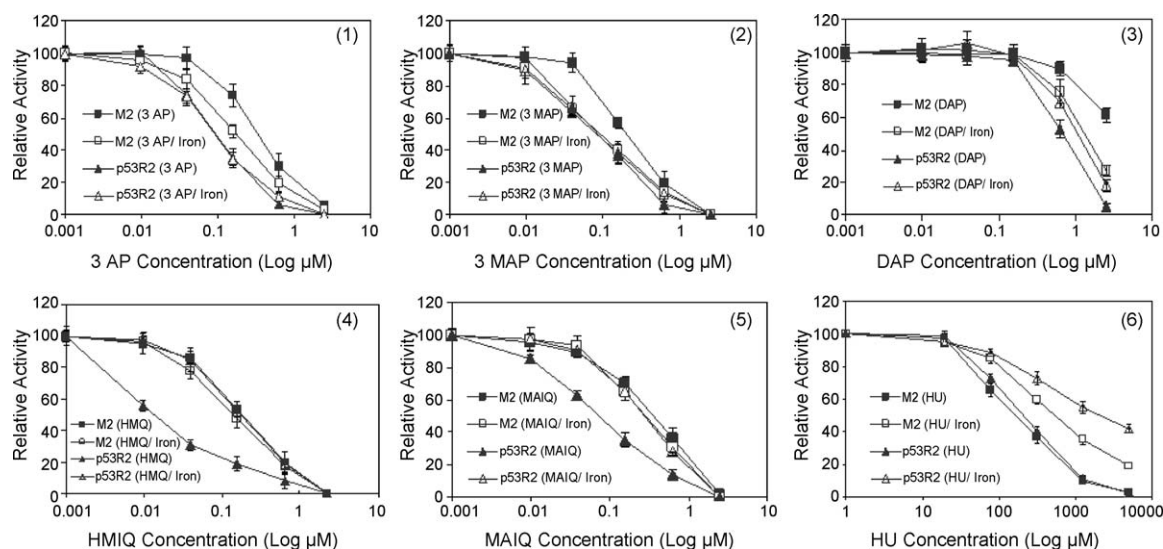 (1)
Relative Activity
120
100
80
60
40
20
0
M2 (3 AP)
M2 (3 AP/ Iron)
p53R2 (3 AP)
p53R2 (3 AP/ Iron)
0.001 0.01 0.1 1 10
3 AP Concentration (Log µM)
(2)
Relative Activity
120
100
80
60
40
20
0
M2 (3 MAP)
M2 (3 MAP/ Iron)
p53R2 (3 MAP)
p53R2 (3 MAP/ Iron)
0.001 0.01 0.1 1 10
3 MAP Concentration (Log µM)
(3)
Relative Activity
120
100
80
60
40
20
0
M2 (DAP)
M2 (DAP/ Iron)
p53R2 (DAP)
p53R2 (DAP/ Iron)
0.001 0.01 0.1 1 10
DAP Concentration (Log µM)
(4)
Relative Activity
120
100
80
60
40
20
0
M2 (HMQ)
M2 (HMQ/ Iron)
p53R2 (HMQ)
p53R2 (HMQ/ Iron)
0.001 0.01 0.1 1 10
HMIQ Concentration (Log µM)
(5)
Relative Activity
120
100
80
60
40
20
0
M2 (MAIQ)
M2 (MAIQ/ Iron)
p53R2 (MAIQ)
p53R2 (MAIQ/ Iron)
0.001 0.01 0.1 1 10
MAIQ Concentration (Log µM)
(6)
Relative Activity
120
100
80
60
40
20
0
M2 (HU)
M2 (HU/ Iron)
p53R2 (HU)
p53R2 (HU/ Iron)
1 10 100 1000 10000
HU Concentration (Log µM)